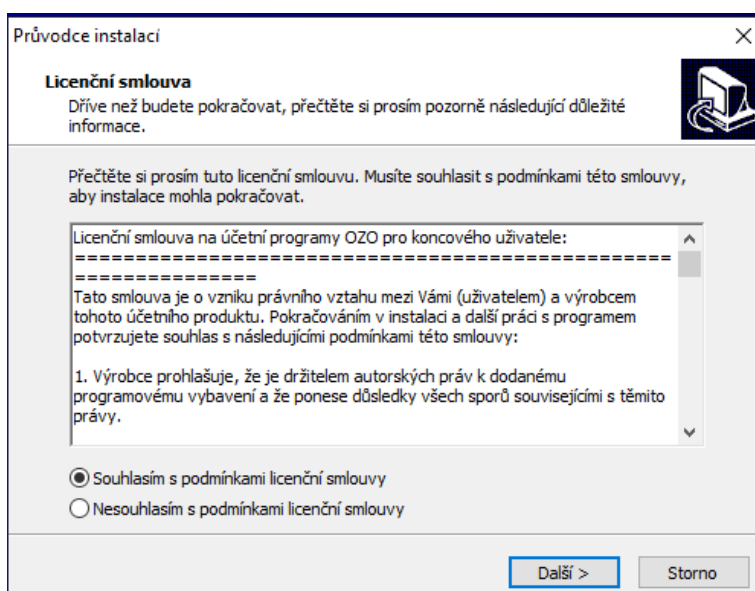 Průvodce instalací
Licenční smlouva
Dříve než budete pokračovat, přečtěte si prosím pozorně následující důležité
informace.
Přečtěte si prosím tuto licenční smlouvu. Musíte souhlasit s podmínkami této smlouvy,
aby instalace mohla pokračovat.
Licenční smlouva na účetní programy OZO pro koncového uživatele:
=================================================
===============
Tato smlouva je o vzniku právního vztahu mezi Vámi (uživatelem) a výrobcem
tohoto účetního produktu. Pokračováním v instalaci a další práci s programem
potvrzujete souhlas s následujícími podmínkami této smlouvy:
1. Výrobce prohlašuje, že je držitelem autorských práv k dodanému
programovému vybavení a že ponese důsledky všech sporů souvisejícími s těmito
právy.
Souhlasím s podmínkami licenční smlouvy
Nesouhlasím s podmínkami licenční smlouvy
Další >
Storno